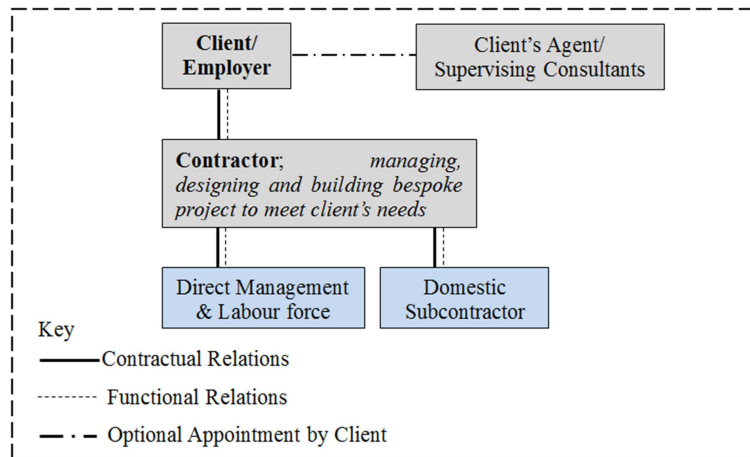 Client/
Employer
Client's Agent/
Supervising Consultants
Contractor; managing,
designing and building bespoke
project to meet client's needs
Direct Management
& Labour force
Domestic
Subcontractor
Key
Contractual Relations
Functional Relations
Optional Appointment by Client